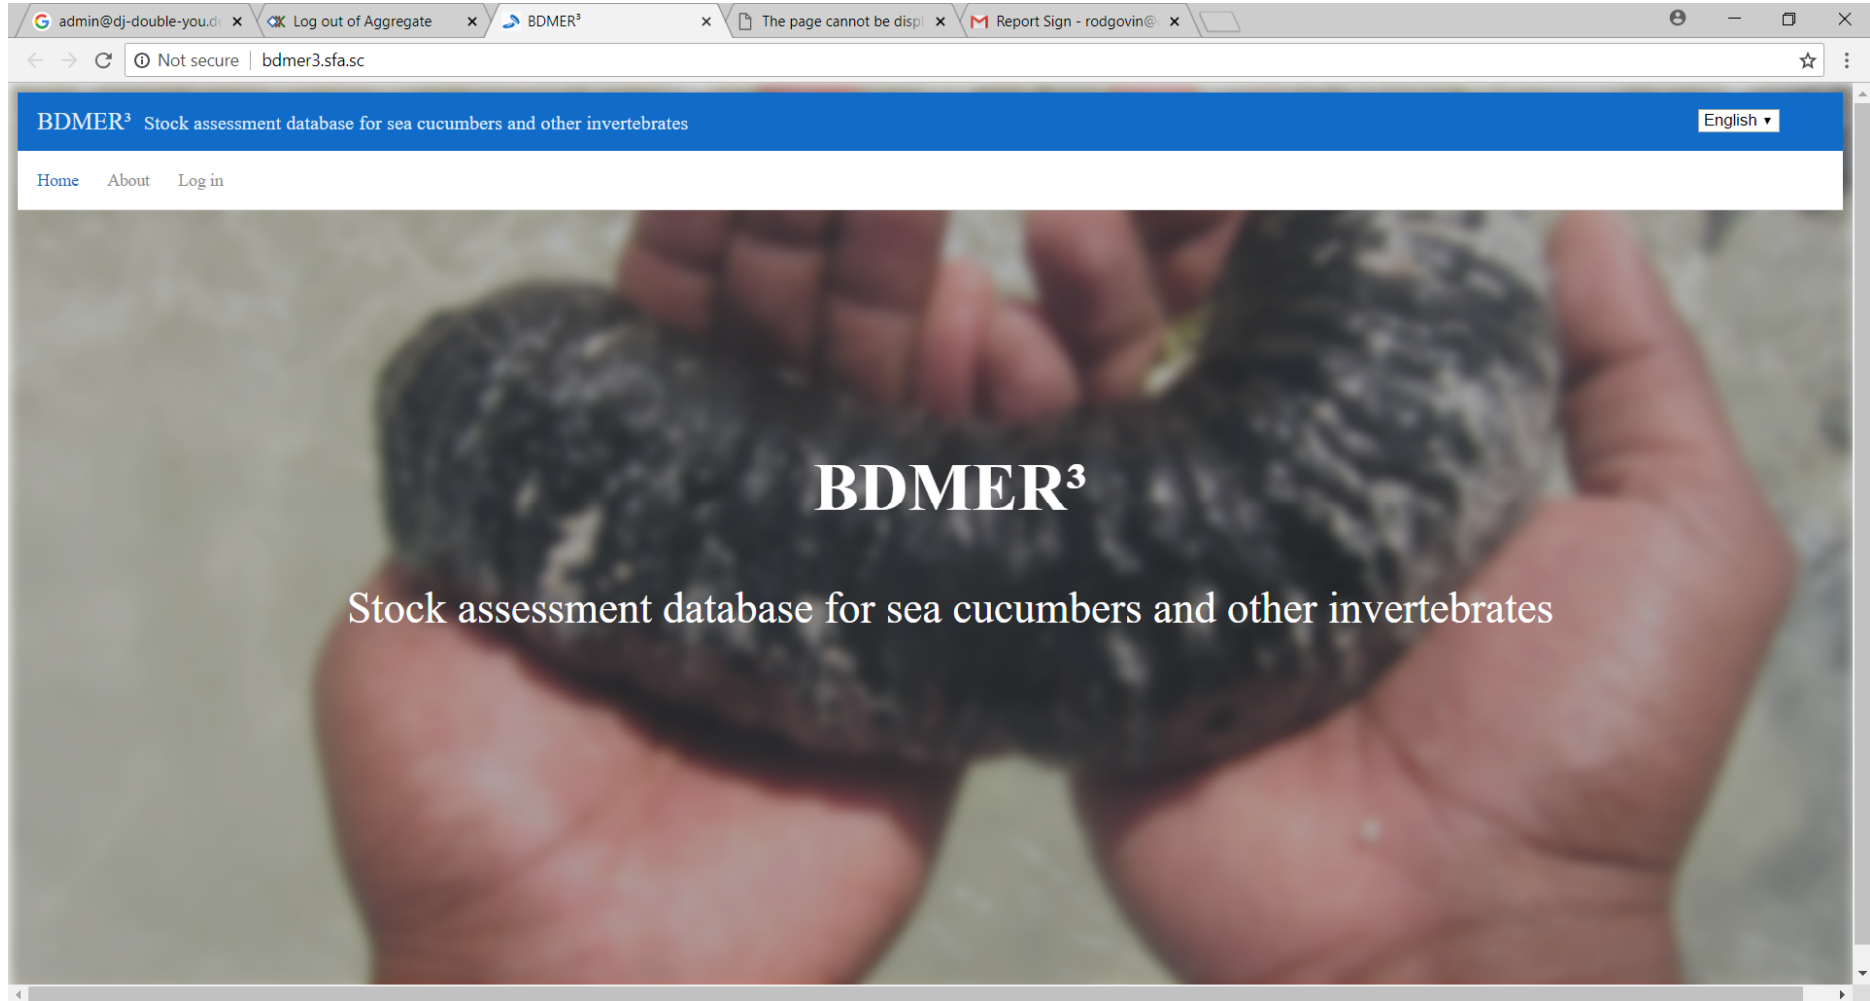 admin@dj-double-you.de
Log out of Aggregate
BDMER³
The page cannot be displ
Report Sign - rodgovin@
Not secure
bdmer3.sfa.sc
BDMER³ Stock assessment database for sea cucumbers and other invertebrates
English
Home About Log in
BDMER³
Stock assessment database for sea cucumbers and other invertebrates